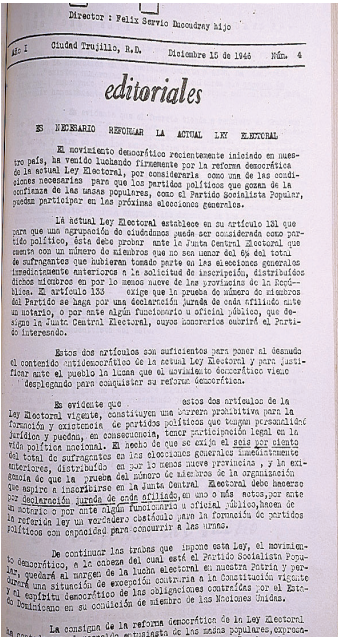 Director : Felix Servio Ducoudray hijo
Año I Ciudad Trujillo, R.D. Diciembre 15 de 1946 Núm. 4
editoriales
ES NECESARIO REFORMAR LA ACTUAL LEY ELECTORAL
El movimiento democrático recientemente iniciado en nues-
tro país, ha venido luchando firmemente por la reforma democrática
de la actual Ley Electoral, por considerarla como una de las condi-
ciones necesarias para que los partidos políticos que gozan de la
confianza de las masas populares, como el Partido Socialista Popular,
puedan participar en las próximas elecciones generales.
La actual Ley Electoral establece en su artículo 131 que
para que una agrupación de ciudadanos pueda ser considerada como par-
tido político, ésta debe probar ante la Junta Central Electoral que
cuenta con un número de miembros que no sea menor del 6% del total
de sufragantes que hubieran tomado parte en las elecciones generales
inmediatamente anteriores a la solicitud de inscripción, distribuídos
dichos miembros en por lo menos nueve de las provincias de la Repú-
blica. El artículo 133 exige que la prueba de número de miembros
del Partido se haga por una declaración jurada de cada afiliado ante
un notario, o por ante algún funcionario u oficial público, que de-
signe la Junta Central Electoral, cuyos honorarios cubrirá el Parti-
do interesado.
Estos dos artículos son suficientes para poner al desnudo
el contenido antidemocrático de la actual Ley Electoral y para justi-
ficar ante el pueblo la lucha que el movimiento democrático viene
desplegando para conquistar su reforma democrática.
Es evidente que estos dos artículos de la
Ley Electoral vigente, constituyen una barrera prohibitiva para la
formación y existencia de partidos políticos que tengan personalidad
jurídica y puedan, en consecuencia, tener participación legal en la
vida política nacional. El hecho de que se exija el seis por ciento
del total de sufragantes en las elecciones generales inmediatamente
anteriores, distribuído en por lo menos nueve provincias, y la exi-
gencia de que la prueba del número de miembros de la organización
que aspire a inscribirse en la Junta Central Electoral debe hacerse
por declaración jurada de cada afiliado, en uno o más actos, por ante
un notario o por ante algún funcionario u oficial público, hacen de
la referida ley un verdadero obstáculo para la formación de partidos
políticos con capacidad para concurrir a las urnas.
De continuar las trabas que impone esta Ley, el movimien-
to democrático, a la cabeza del cual está el Partido Socialista Popu-
lar, quedará al margen de la lucha electoral en nuestra Patria y per-
durará una situación de excepción contraria a la Constitución vigente
y al espíritu democrático de las obligaciones contraídas por el Esta-
do Dominicano en su condición de miembro de las Naciones Unidas.
La consigna de la reforma democrática de la Ley Electoral
entusiasta de las masas populares, expresa-